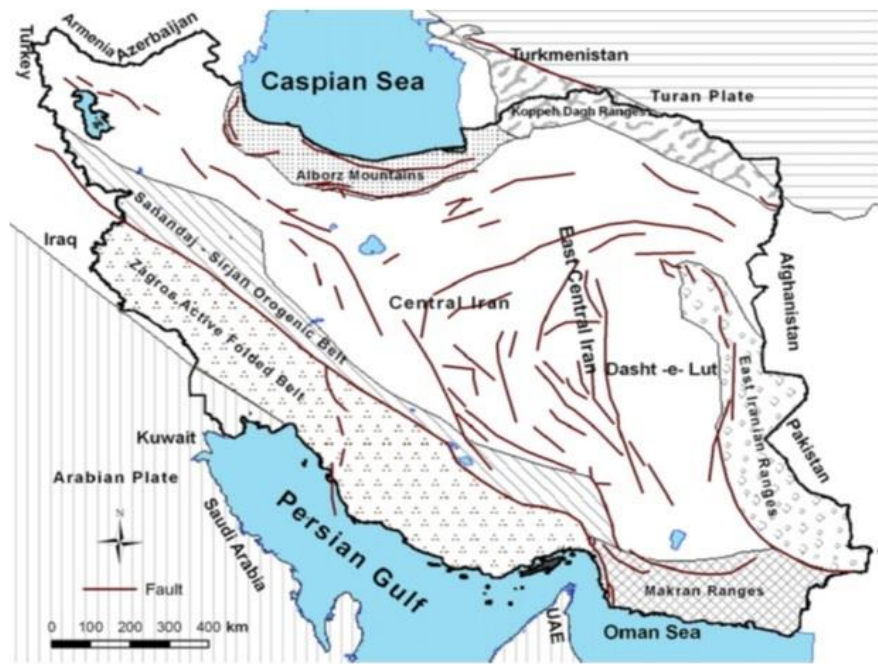 Armenia
Azerbaijan
Turkey
Caspian Sea
Turkmenistan
Turan Plate
Koppeh Dagh Ranges
Alborz Mountains
Sanandaj - Sirjan Orogenic Belt
Iraq
Zagros Active Folded Belt
Central Iran
East Central Iran
Afghanistan
Dasht -e- Lut
East Iranian Ranges
Pakistan
Kuwait
Arabian Plate
Saudi Arabia
Persian Gulf
N
Fault
Makran Ranges
UAE
Oman Sea
0 100 200 300 400 km